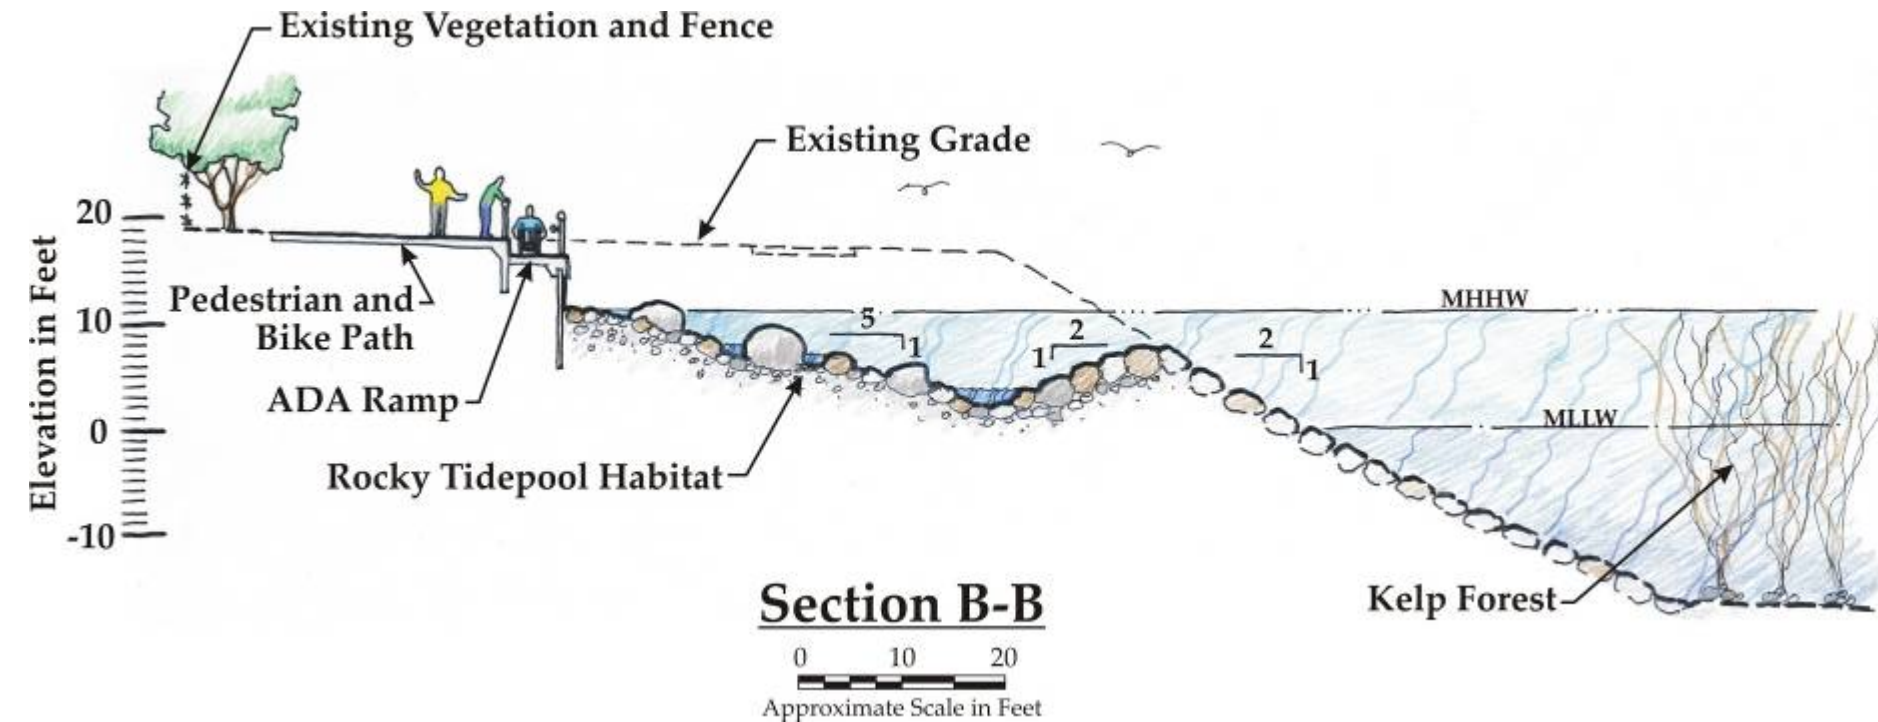 Existing Vegetation and Fence
Existing Grade
20
10
0
-10
Elevation in Feet
Pedestrian and
Bike Path
ADA Ramp
Rocky Tidepool Habitat
MHHW
5
1
2
1
2
1
MLLW
Kelp Forest
Section B-B
0 10 20
Approximate Scale in Feet